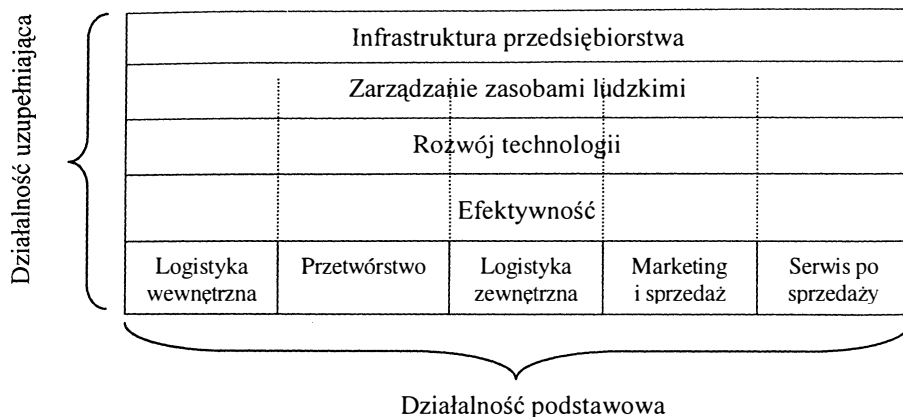 Działalność uzupełniająca
Infrastruktura przedsiębiorstwa
Zarządzanie zasobami ludzkimi
Rozwój technologii
Efektywność
Logistyka
wewnętrzna
Przetwórstwo
Logistyka
zewnętrzna
Marketing
i sprzedaż
Serwis po
sprzedaży
Działalność podstawowa